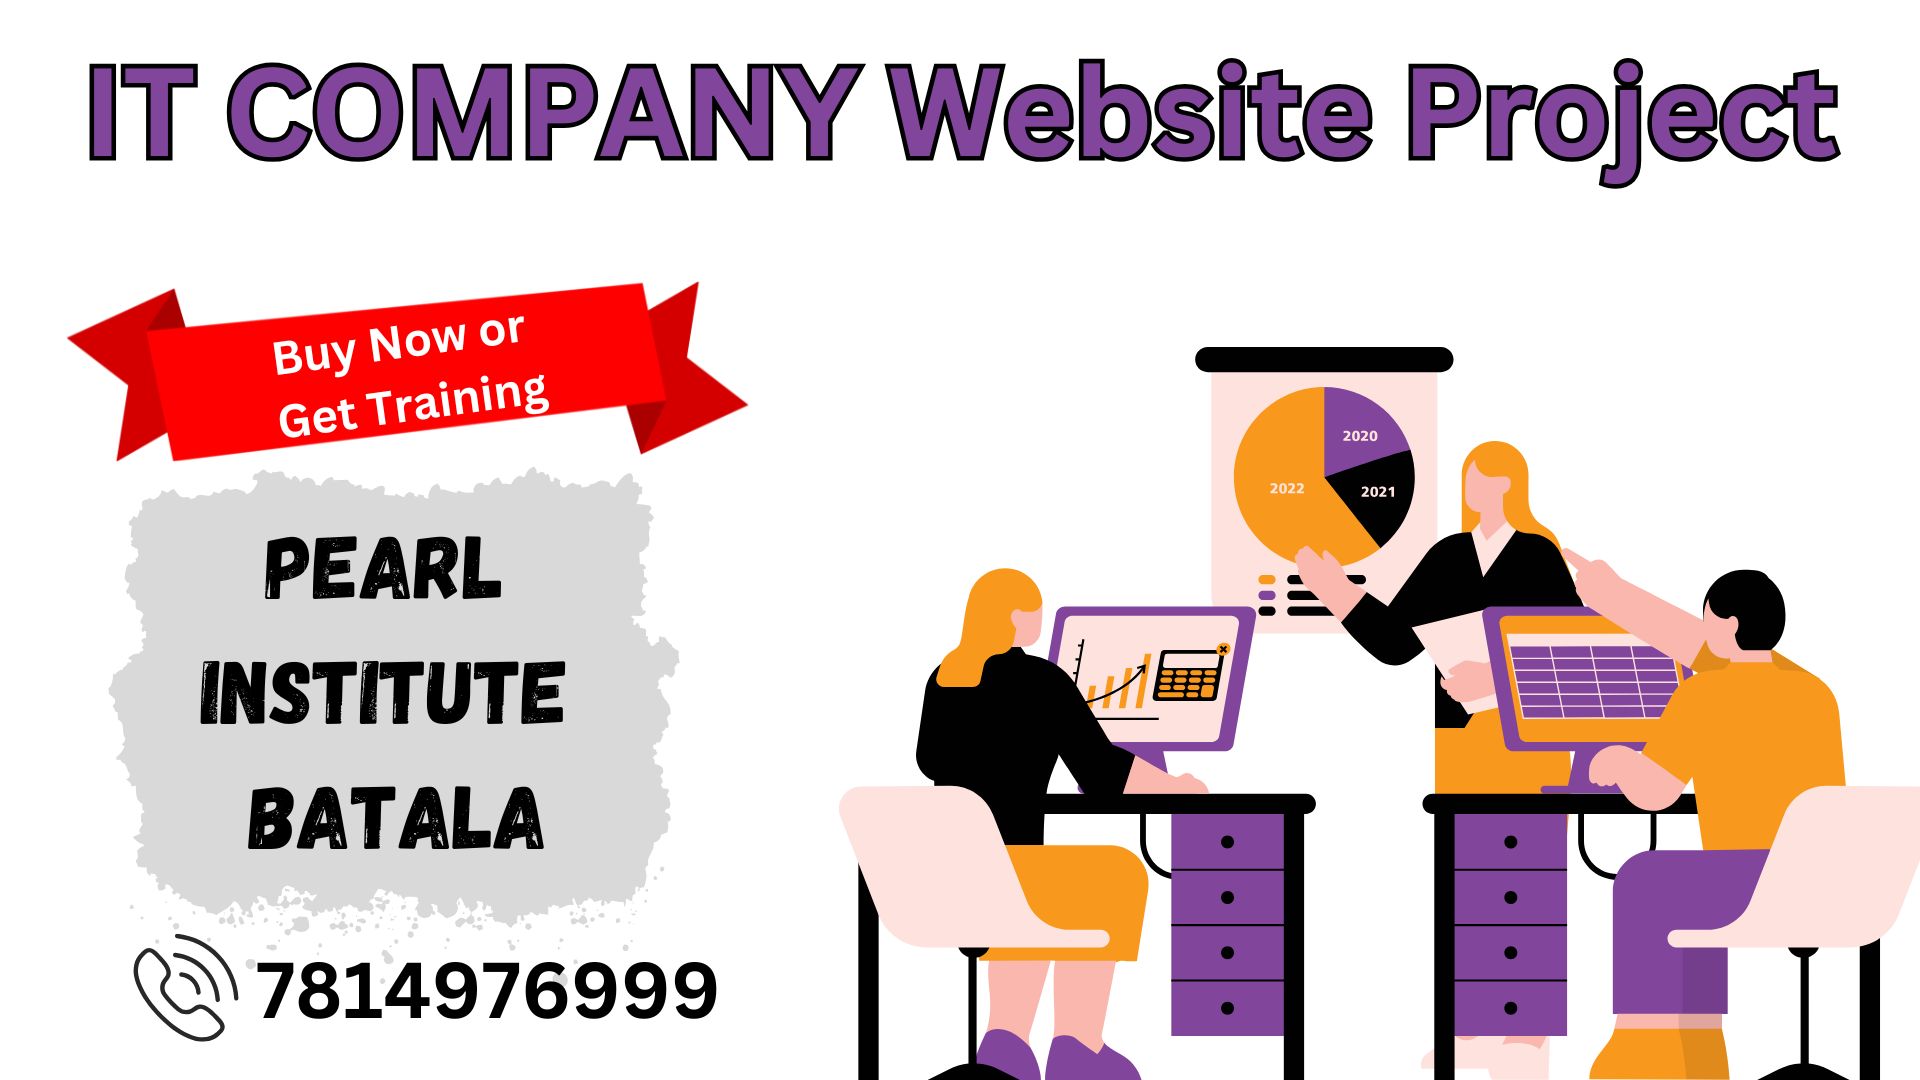 IT COMPANY Website Project
Buy Now or
Get Training
PEARL
INSTITUTE
BATALA
7814976999
2020
2021
2022